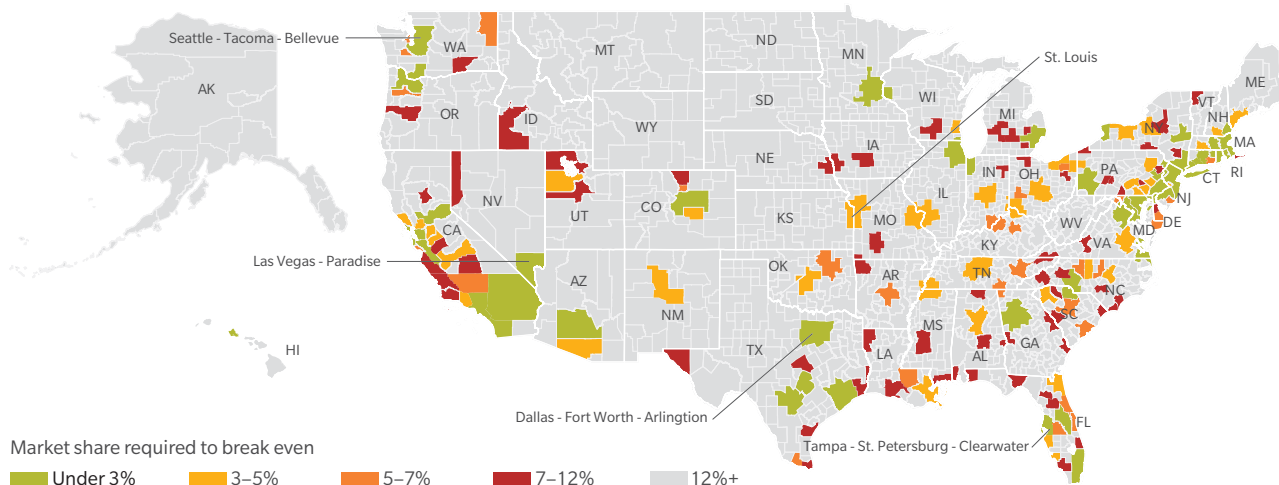 Seattle - Tacoma - Bellevue
WA
MT
ND
MN
St. Louis
ME
AK
OR
ID
SD
WI
MI
VT
NH
NY
WY
IA
MA
NE
PA
CT
RI
NV
UT
CO
IL
IN
OH
NJ
KS
MO
WV
MD
DE
CA
KY
VA
Las Vegas - Paradise
AZ
NM
OK
AR
TN
NC
SC
HI
TX
LA
MS
AL
GA
Dallas - Fort Worth - Arlington
FL
Tampa - St. Petersburg - Clearwater
Market share required to break even
Under 3%
3–5%
5–7%
7–12%
12%+